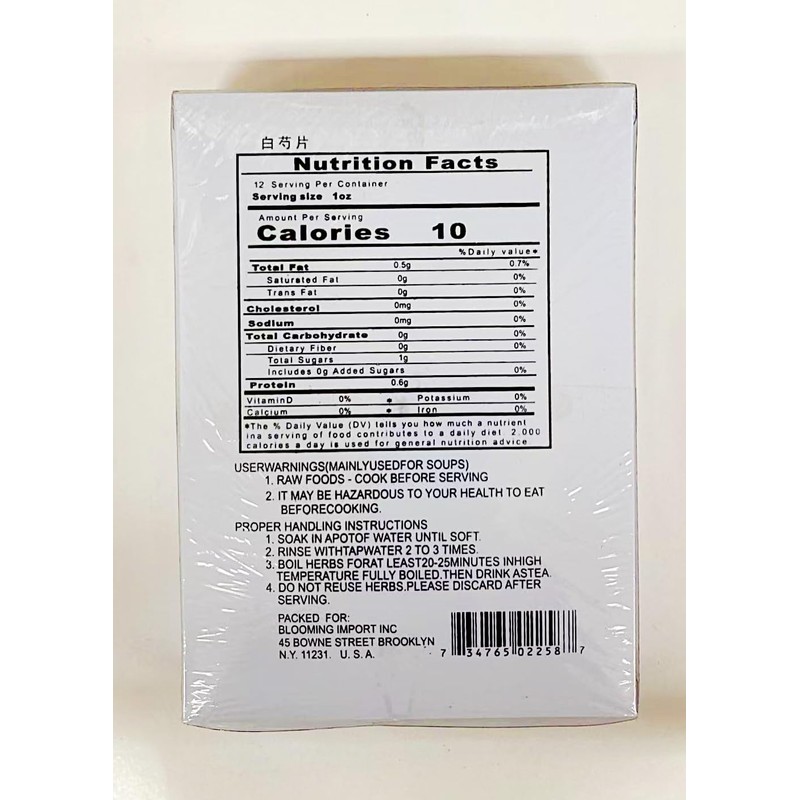 白芍片
Nutrition Facts
12 Serving Per Container
Serving size 1oz
Amount Per Serving
Calories 10
%Daily value*
Total Fat 0.5g 0.7%
Saturated Fat 0g 0%
Trans Fat 0g 0%
Cholesterol 0mg 0%
Sodium 0mg 0%
Total Carbohydrate 0g 0%
Dietary Fiber 0g 0%
Total Sugars 1g
Includes 0g Added Sugars 0%
Protein 0.6g
VitaminD 0% * Potassium 0%
Calcium 0% * Iron 0%
*The % Daily Value (DV) tells you how much a nutrient
ina serving of food contributes to a daily diet 2.000
calories a day is used for general nutrition advice
USERWARNINGS(MAINLYUSEDFOR SOUPS)
1. RAW FOODS - COOK BEFORE SERVING
2. IT MAY BE HAZARDOUS TO YOUR HEALTH TO EAT
BEFORECOOKING.
PROPER HANDLING INSTRUCTIONS
1. SOAK IN APOTOF WATER UNTIL SOFT.
2. RINSE WITHTAPWATER 2 TO 3 TIMES.
3. BOIL HERBS FORAT LEAST20-25MINUTES INHIGH
TEMPERATURE FULLY BOILED.THEN DRINK ASTEA.
4. DO NOT REUSE HERBS.PLEASE DISCARD AFTER
SERVING.
PACKED FOR:
BLOOMING IMPORT INC
45 BOWNE STREET BROOKLYN
N.Y. 11231. U.S.A.
7 34765 02258 7